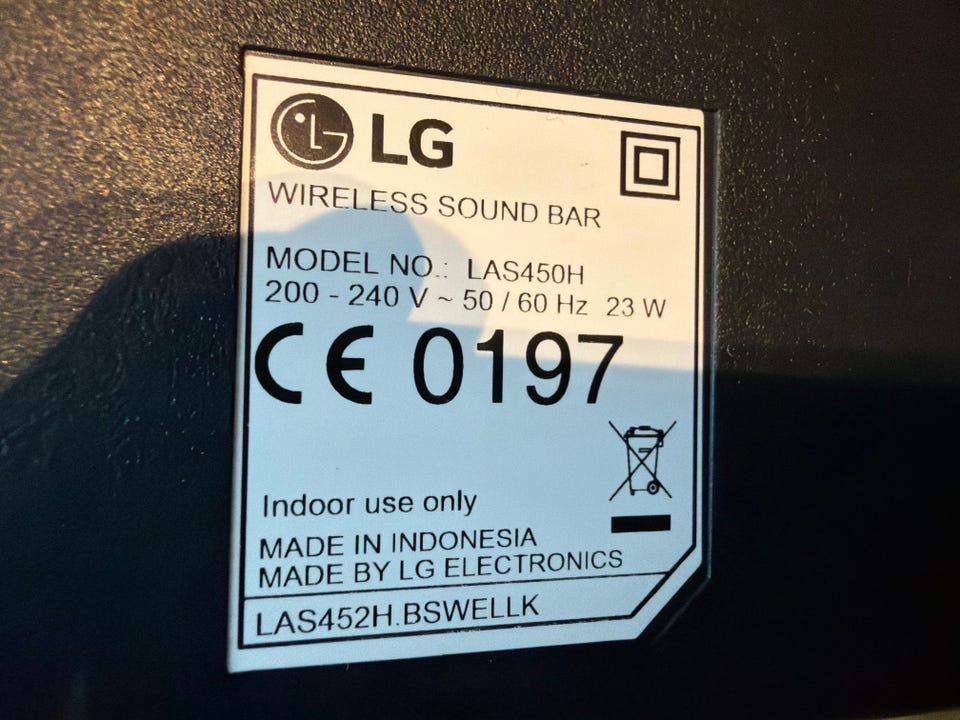 LG
WIRELESS SOUND BAR
MODEL NO.: LAS450H
200 - 240 V ~ 50 / 60 Hz 23 W
CE 0197
Indoor use only
MADE IN INDONESIA
MADE BY LG ELECTRONICS
LAS452H.BSWELLK